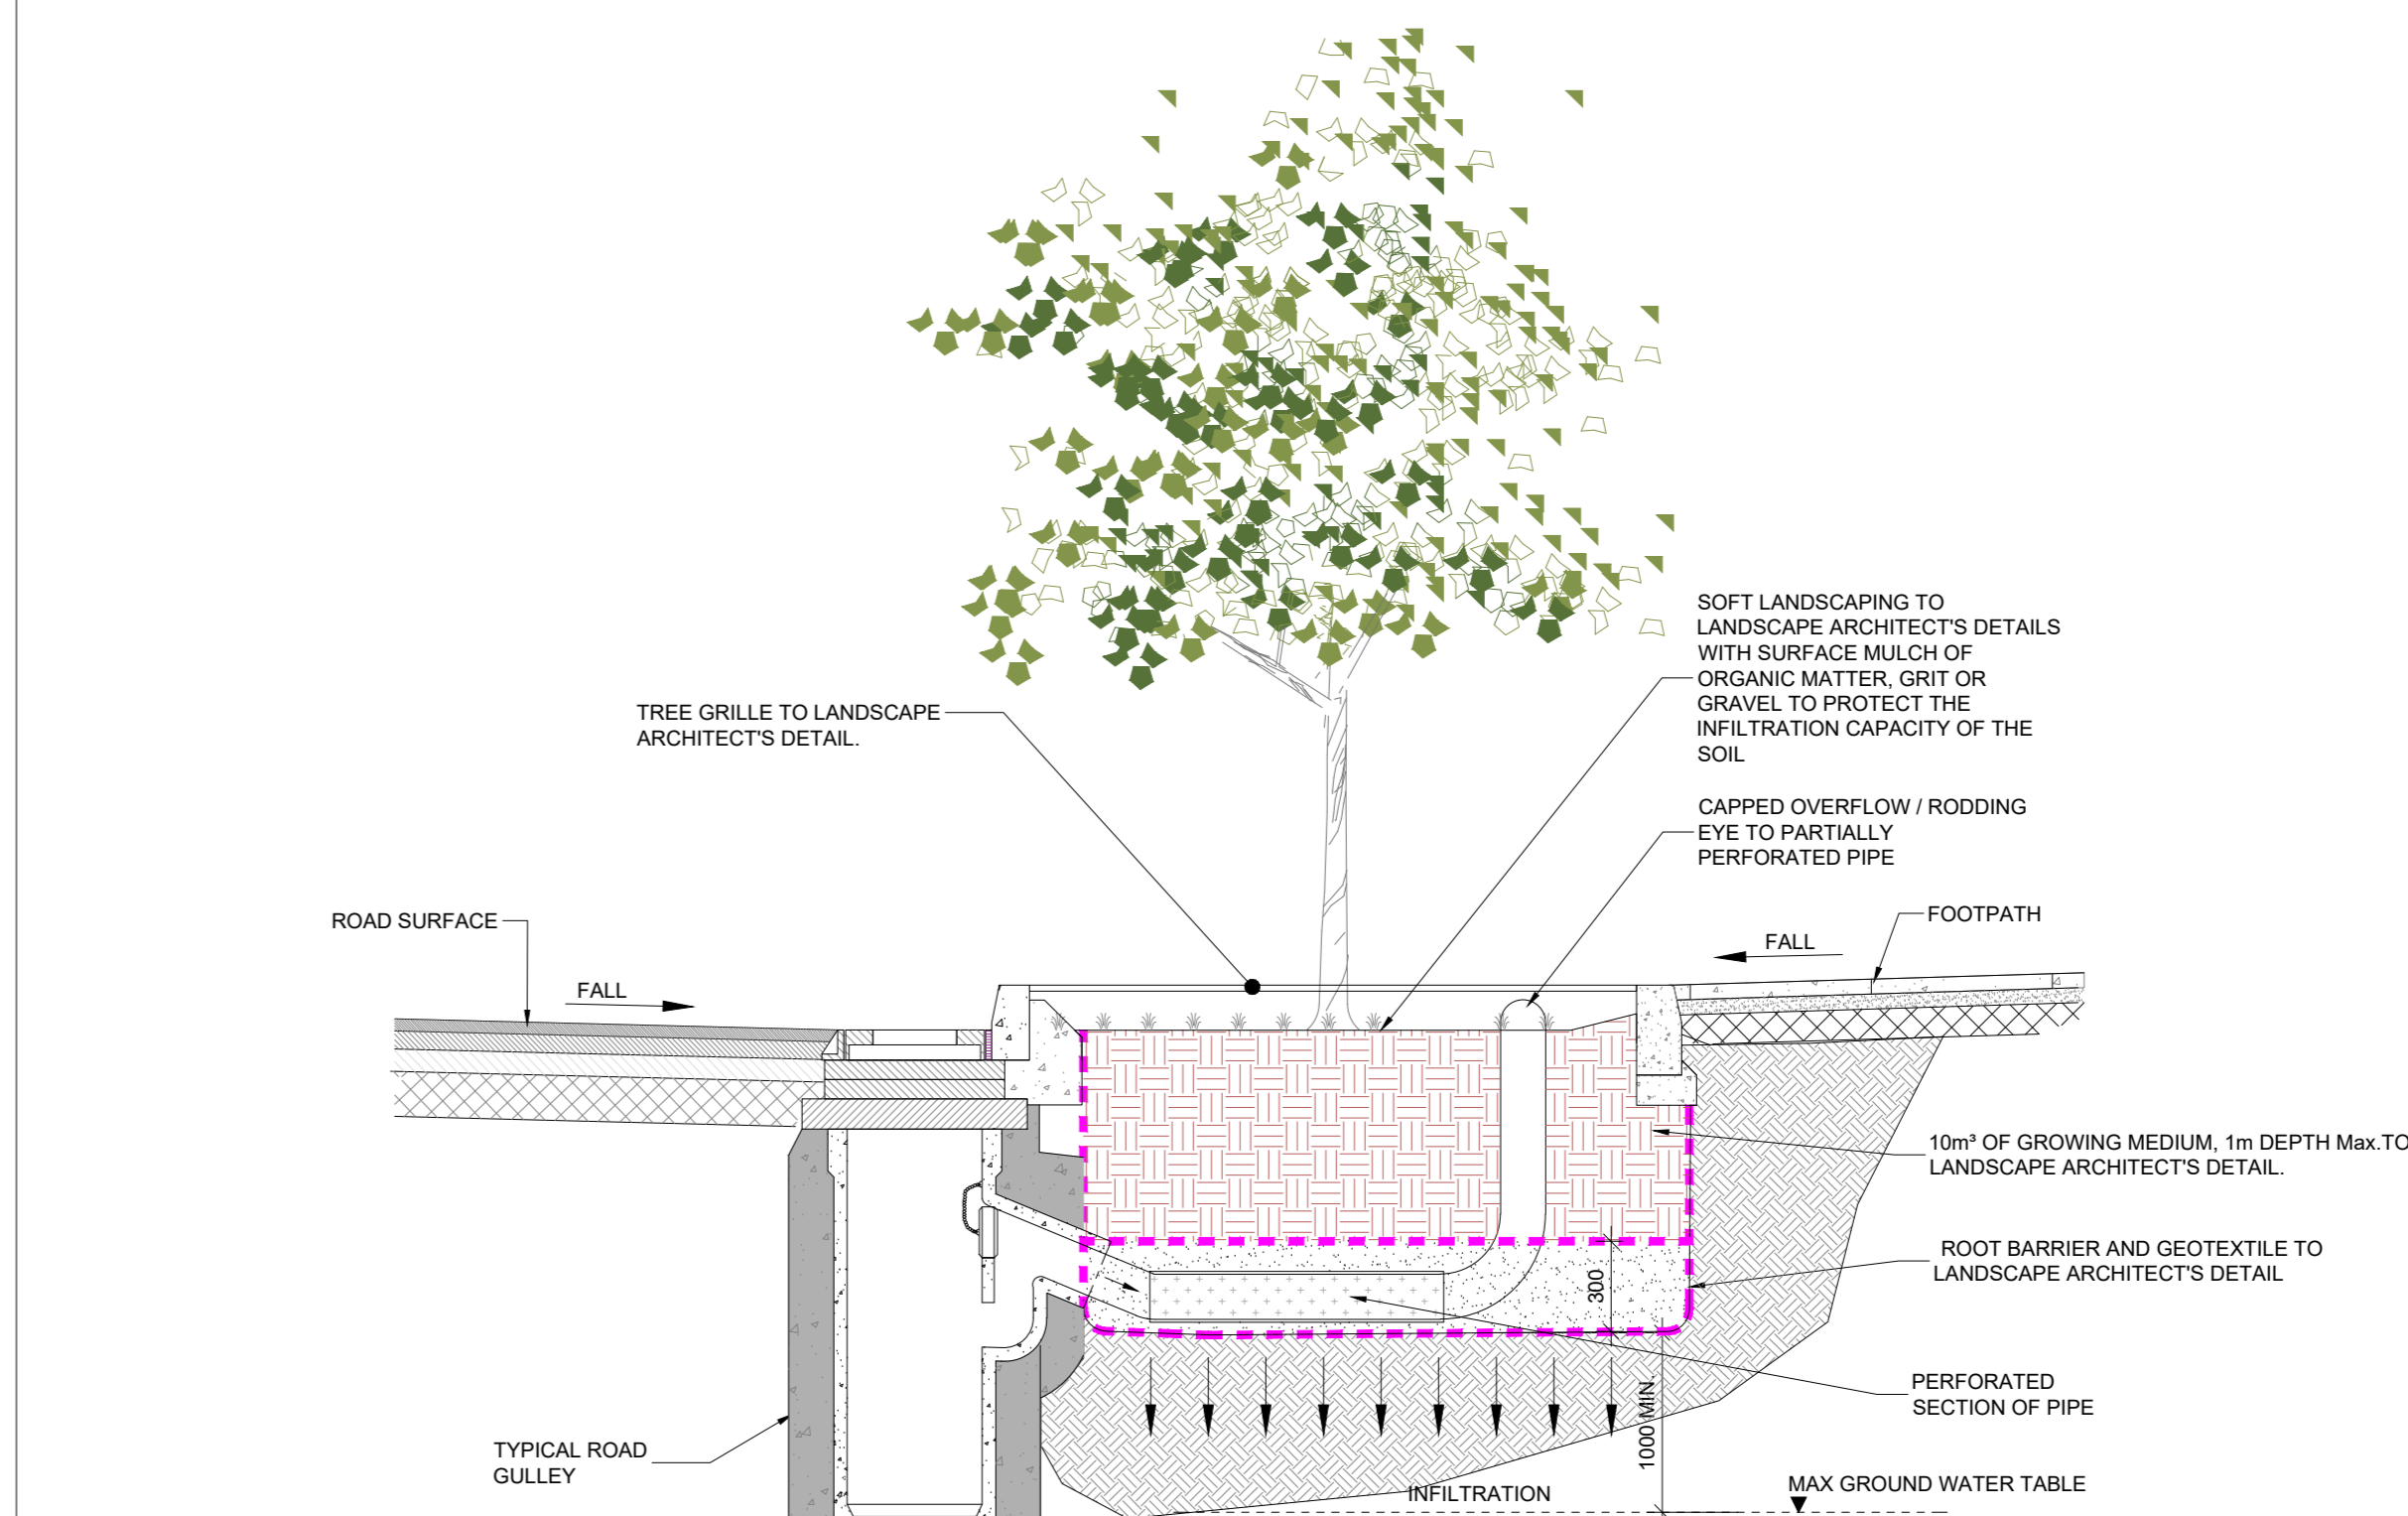 SOFT LANDSCAPING TO
LANDSCAPE ARCHITECT'S DETAILS
WITH SURFACE MULCH OF
ORGANIC MATTER, GRIT OR
GRAVEL TO PROTECT THE
INFILTRATION CAPACITY OF THE
SOIL
TREE GRILLE TO LANDSCAPE
ARCHITECT'S DETAIL.
CAPPED OVERFLOW / RODDING
EYE TO PARTIALLY
PERFORATED PIPE
ROAD SURFACE
FOOTPATH
FALL
FALL
10m³ OF GROWING MEDIUM, 1m DEPTH Max.TO
LANDSCAPE ARCHITECT'S DETAIL.
ROOT BARRIER AND GEOTEXTILE TO
LANDSCAPE ARCHITECT'S DETAIL
300
PERFORATED
SECTION OF PIPE
1000 MIN.
TYPICAL ROAD
GULLEY
INFILTRATION
MAX GROUND WATER TABLE